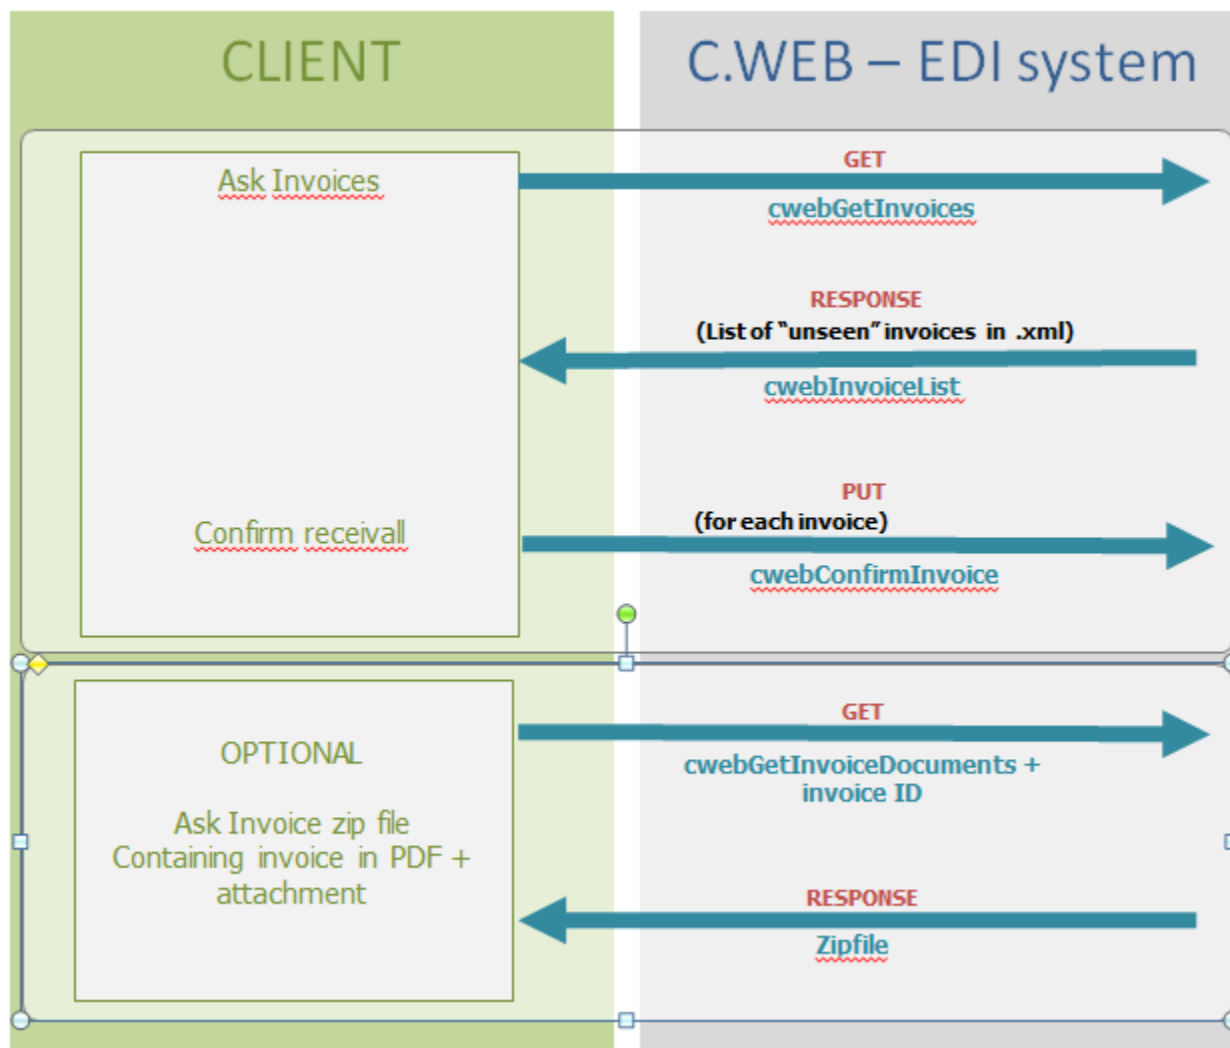 CLIENT
C.WEB – EDI system
Ask Invoices
GET
cwebGetInvoices
RESPONSE
(List of “unseen” invoices in .xml)
cwebInvoiceList
Confirm receivall
PUT
(for each invoice)
cwebConfirmInvoice
OPTIONAL
Ask Invoice zip file
Containing invoice in PDF +
attachment
GET
cwebGetInvoiceDocuments +
invoice ID
RESPONSE
Zipfile